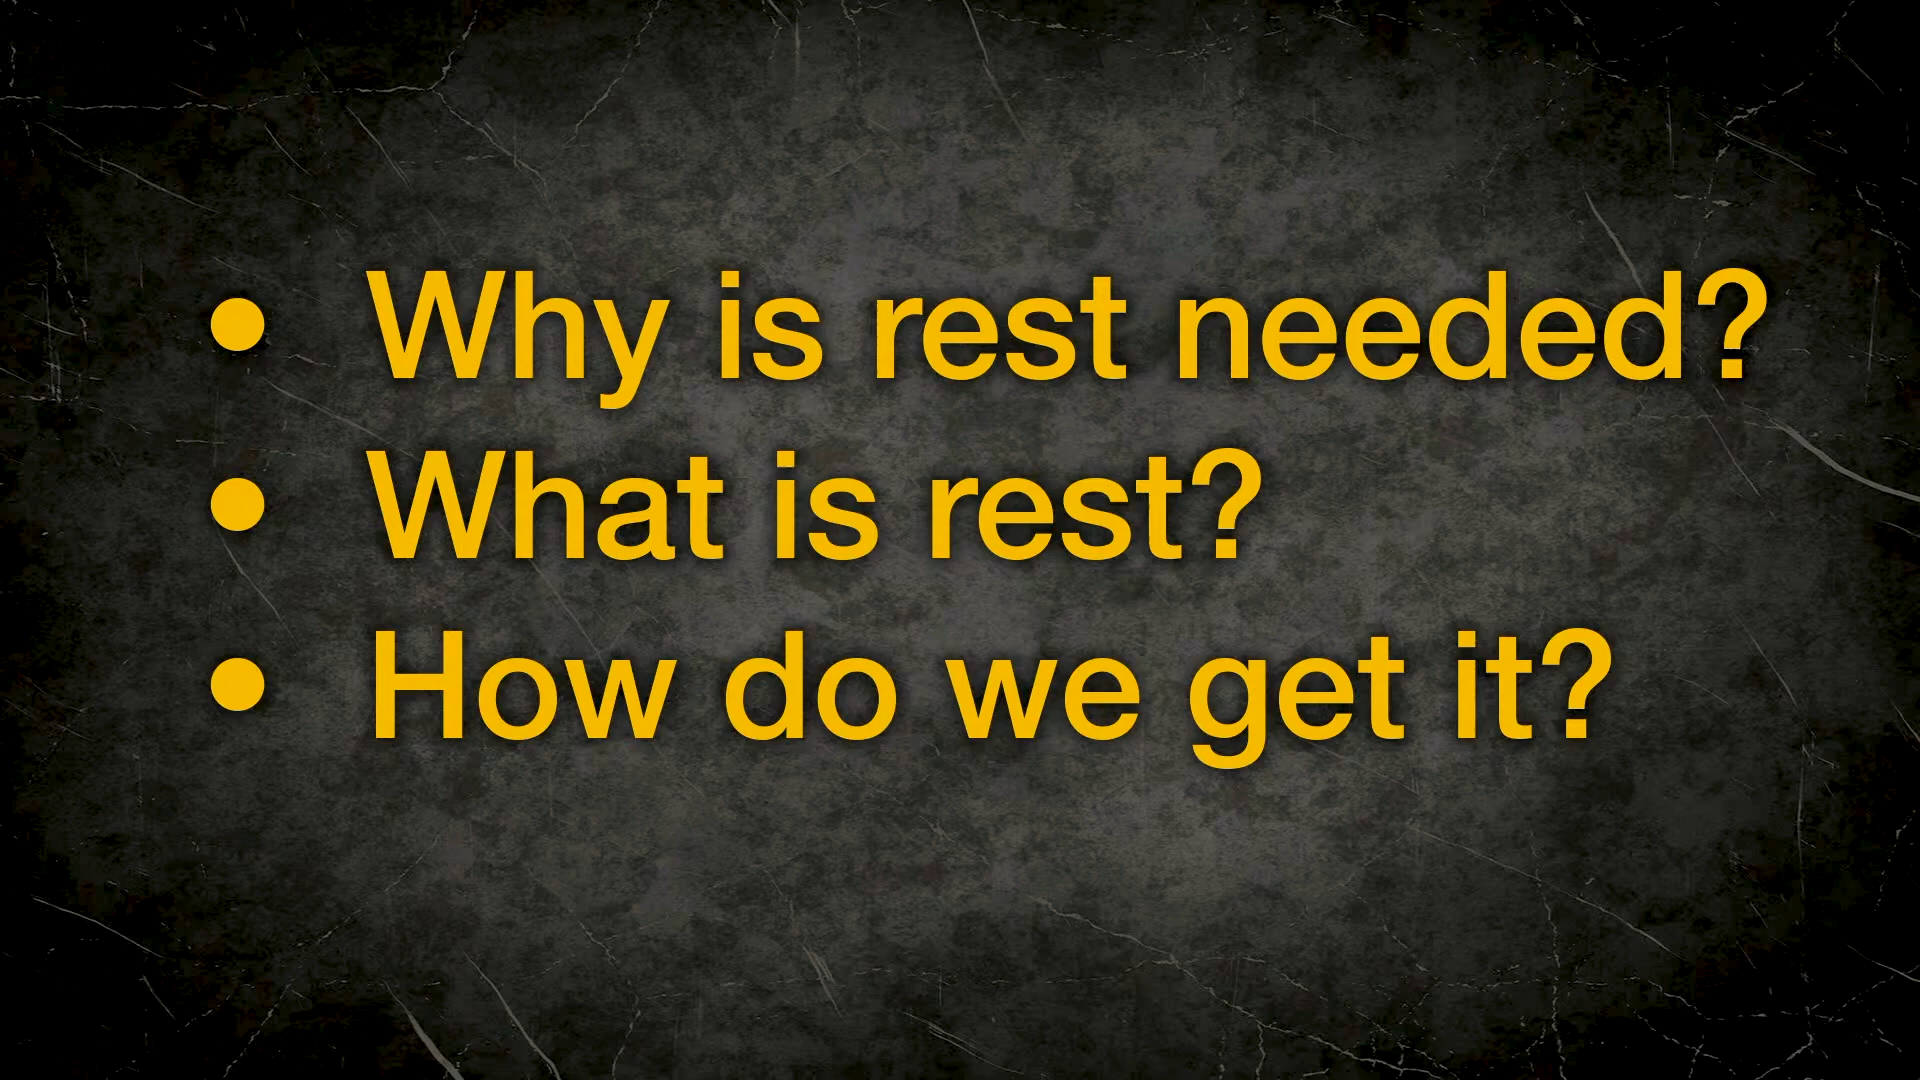 • Why is rest needed?
• What is rest?
• How do we get it?